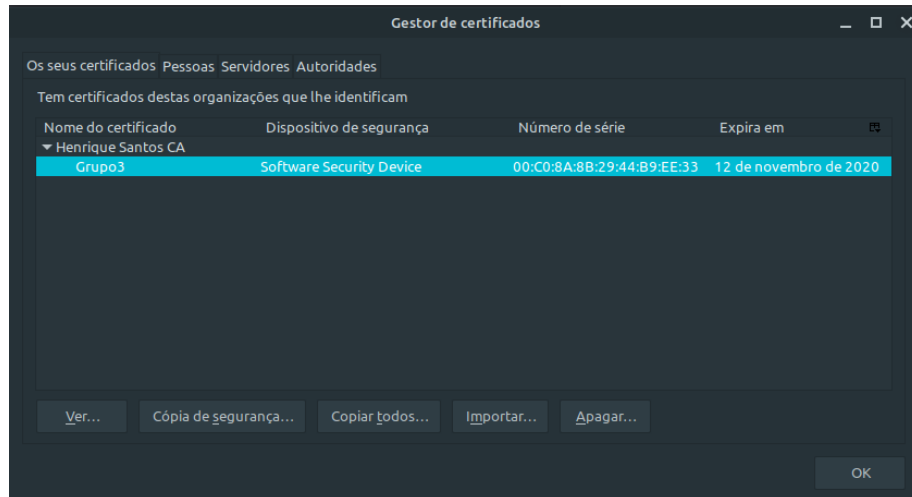 Gestor de certificados
Os seus certificados Pessoas Servidores Autoridades
Tem certificados destas organizações que lhe identificam
Nome do certificado Dispositivo de segurança Número de série Expira em
Henrique Santos CA
Grupo3 Software Security Device 00:C0:8A:8B:29:44:B9:EE:33 12 de novembro de 2020
Ver... Cópia de segurança... Copiar todos... Importar... Apagar...
OK